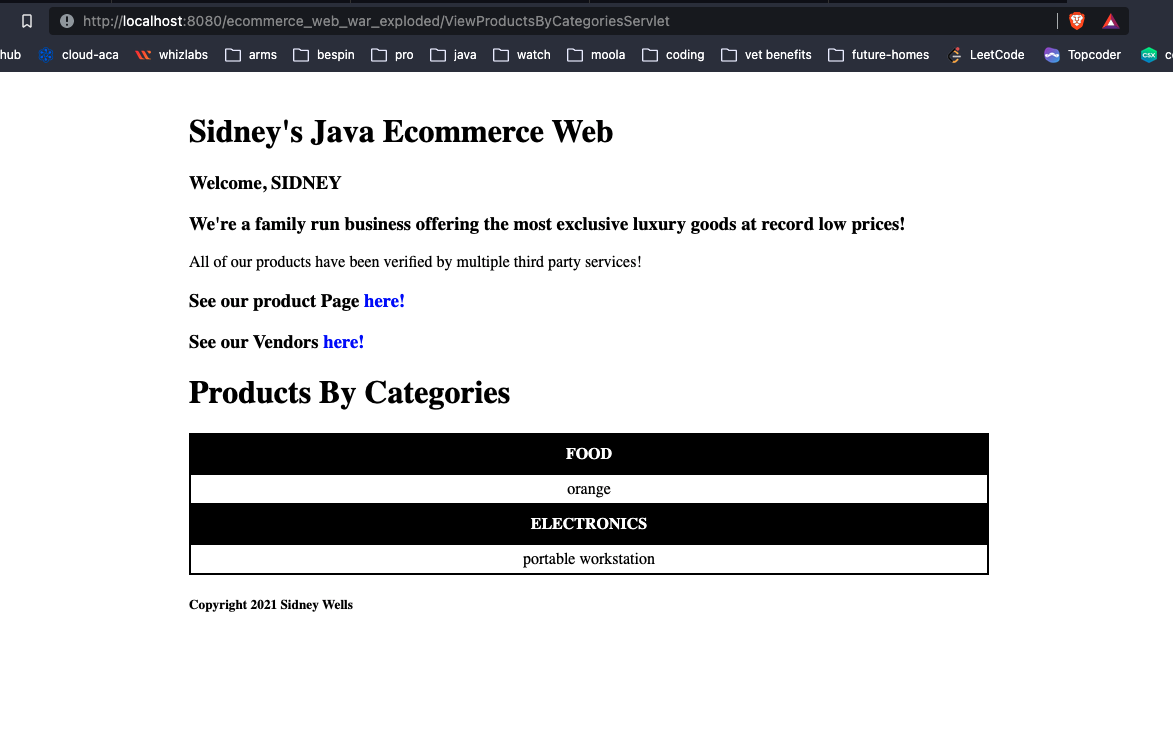 http://localhost:8080/ecommerce_web_war_exploded/ViewProductsByCategoriesServlet
hub cloud-aca whizlabs arms bespin pro java watch moola coding vet benefits future-homes LeetCode Topcoder CSX
Sidney's Java Ecommerce Web
Welcome, SIDNEY
We're a family run business offering the most exclusive luxury goods at record low prices!
All of our products have been verified by multiple third party services!
See our product Page here!
See our Vendors here!
Products By Categories
FOOD
orange
ELECTRONICS
portable workstation
Copyright 2021 Sidney Wells